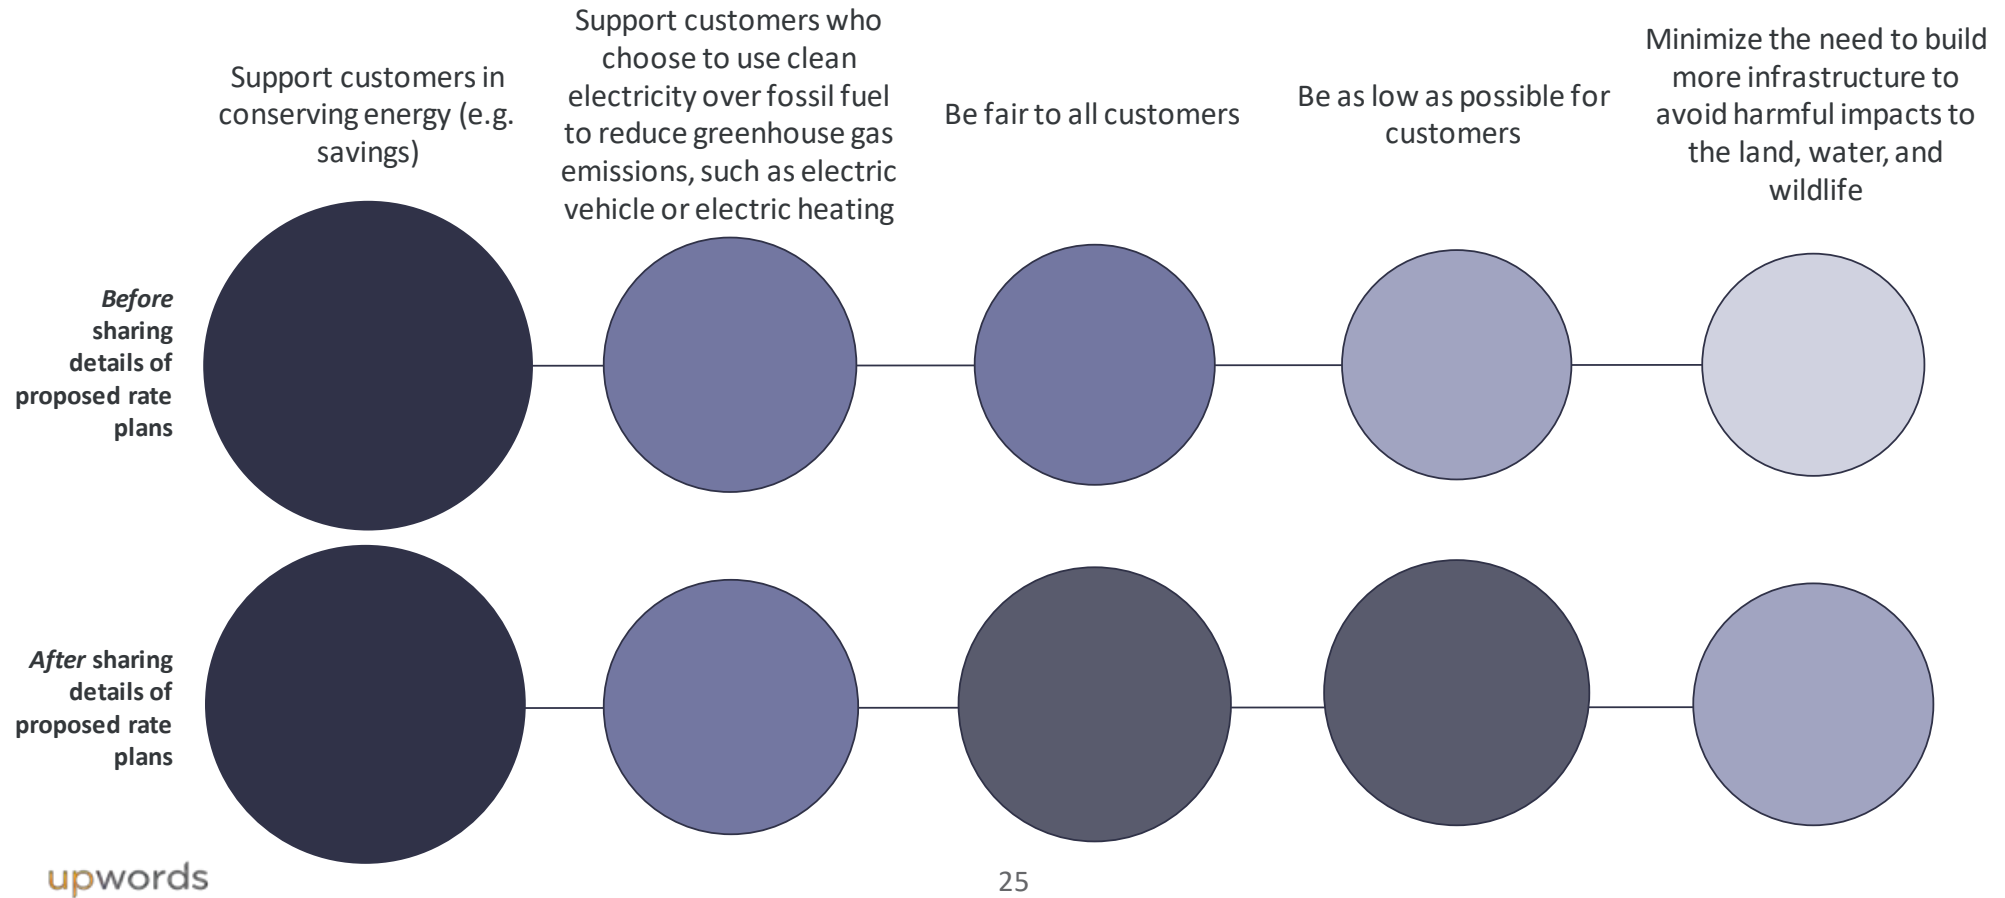 Support customers in
conserving energy (e.g.
savings)
Support customers who
choose to use clean
electricity over fossil fuel
to reduce greenhouse gas
emissions, such as electric
vehicle or electric heating
Be fair to all customers
Be as low as possible for
customers
Minimize the need to build
more infrastructure to
avoid harmful impacts to
the land, water, and
wildlife
Before
sharing
details of
proposed rate
plans
After sharing
details of
proposed rate
plans
upwords
25